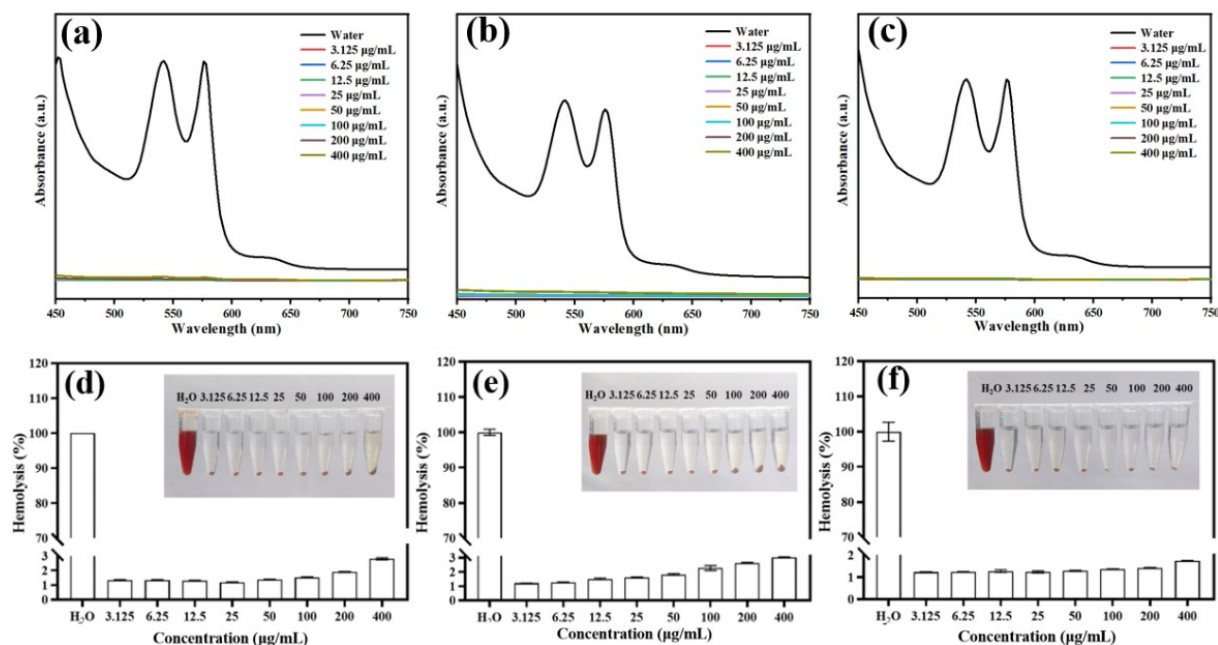 (a)
Water
3.125 µg/mL
6.25 µg/mL
12.5 µg/mL
25 µg/mL
50 µg/mL
100 µg/mL
200 µg/mL
400 µg/mL
Absorbance (a.u.)
450 500 550 600 650 700 750
Wavelength (nm)
(b)
Water
3.125 µg/mL
6.25 µg/mL
12.5 µg/mL
25 µg/mL
50 µg/mL
100 µg/mL
200 µg/mL
400 µg/mL
Absorbance (a.u.)
450 500 550 600 650 700 750
Wavelength (nm)
(c)
Water
3.125 µg/mL
6.25 µg/mL
12.5 µg/mL
25 µg/mL
50 µg/mL
100 µg/mL
200 µg/mL
400 µg/mL
Absorbance (a.u.)
450 500 550 600 650 700 750
Wavelength (nm)
(d)
H₂O 3.125 6.25 12.5 25 50 100 200 400
Hemolysis (%)
120
110
100
90
80
70
3
2
1
0
H₂O 3.125 6.25 12.5 25 50 100 200 400
Concentration (µg/mL)
(e)
H₂O 3.125 6.25 12.5 25 50 100 200 400
Hemolysis (%)
120
110
100
90
80
70
3
2
1
0
H₂O 3.125 6.25 12.5 25 50 100 200 400
Concentration (µg/mL)
(f)
H₂O 3.125 6.25 12.5 25 50 100 200 400
Hemolysis (%)
120
110
100
90
80
70
2
1
0
H₂O 3.125 6.25 12.5 25 50 100 200 400
Concentration (µg/mL)